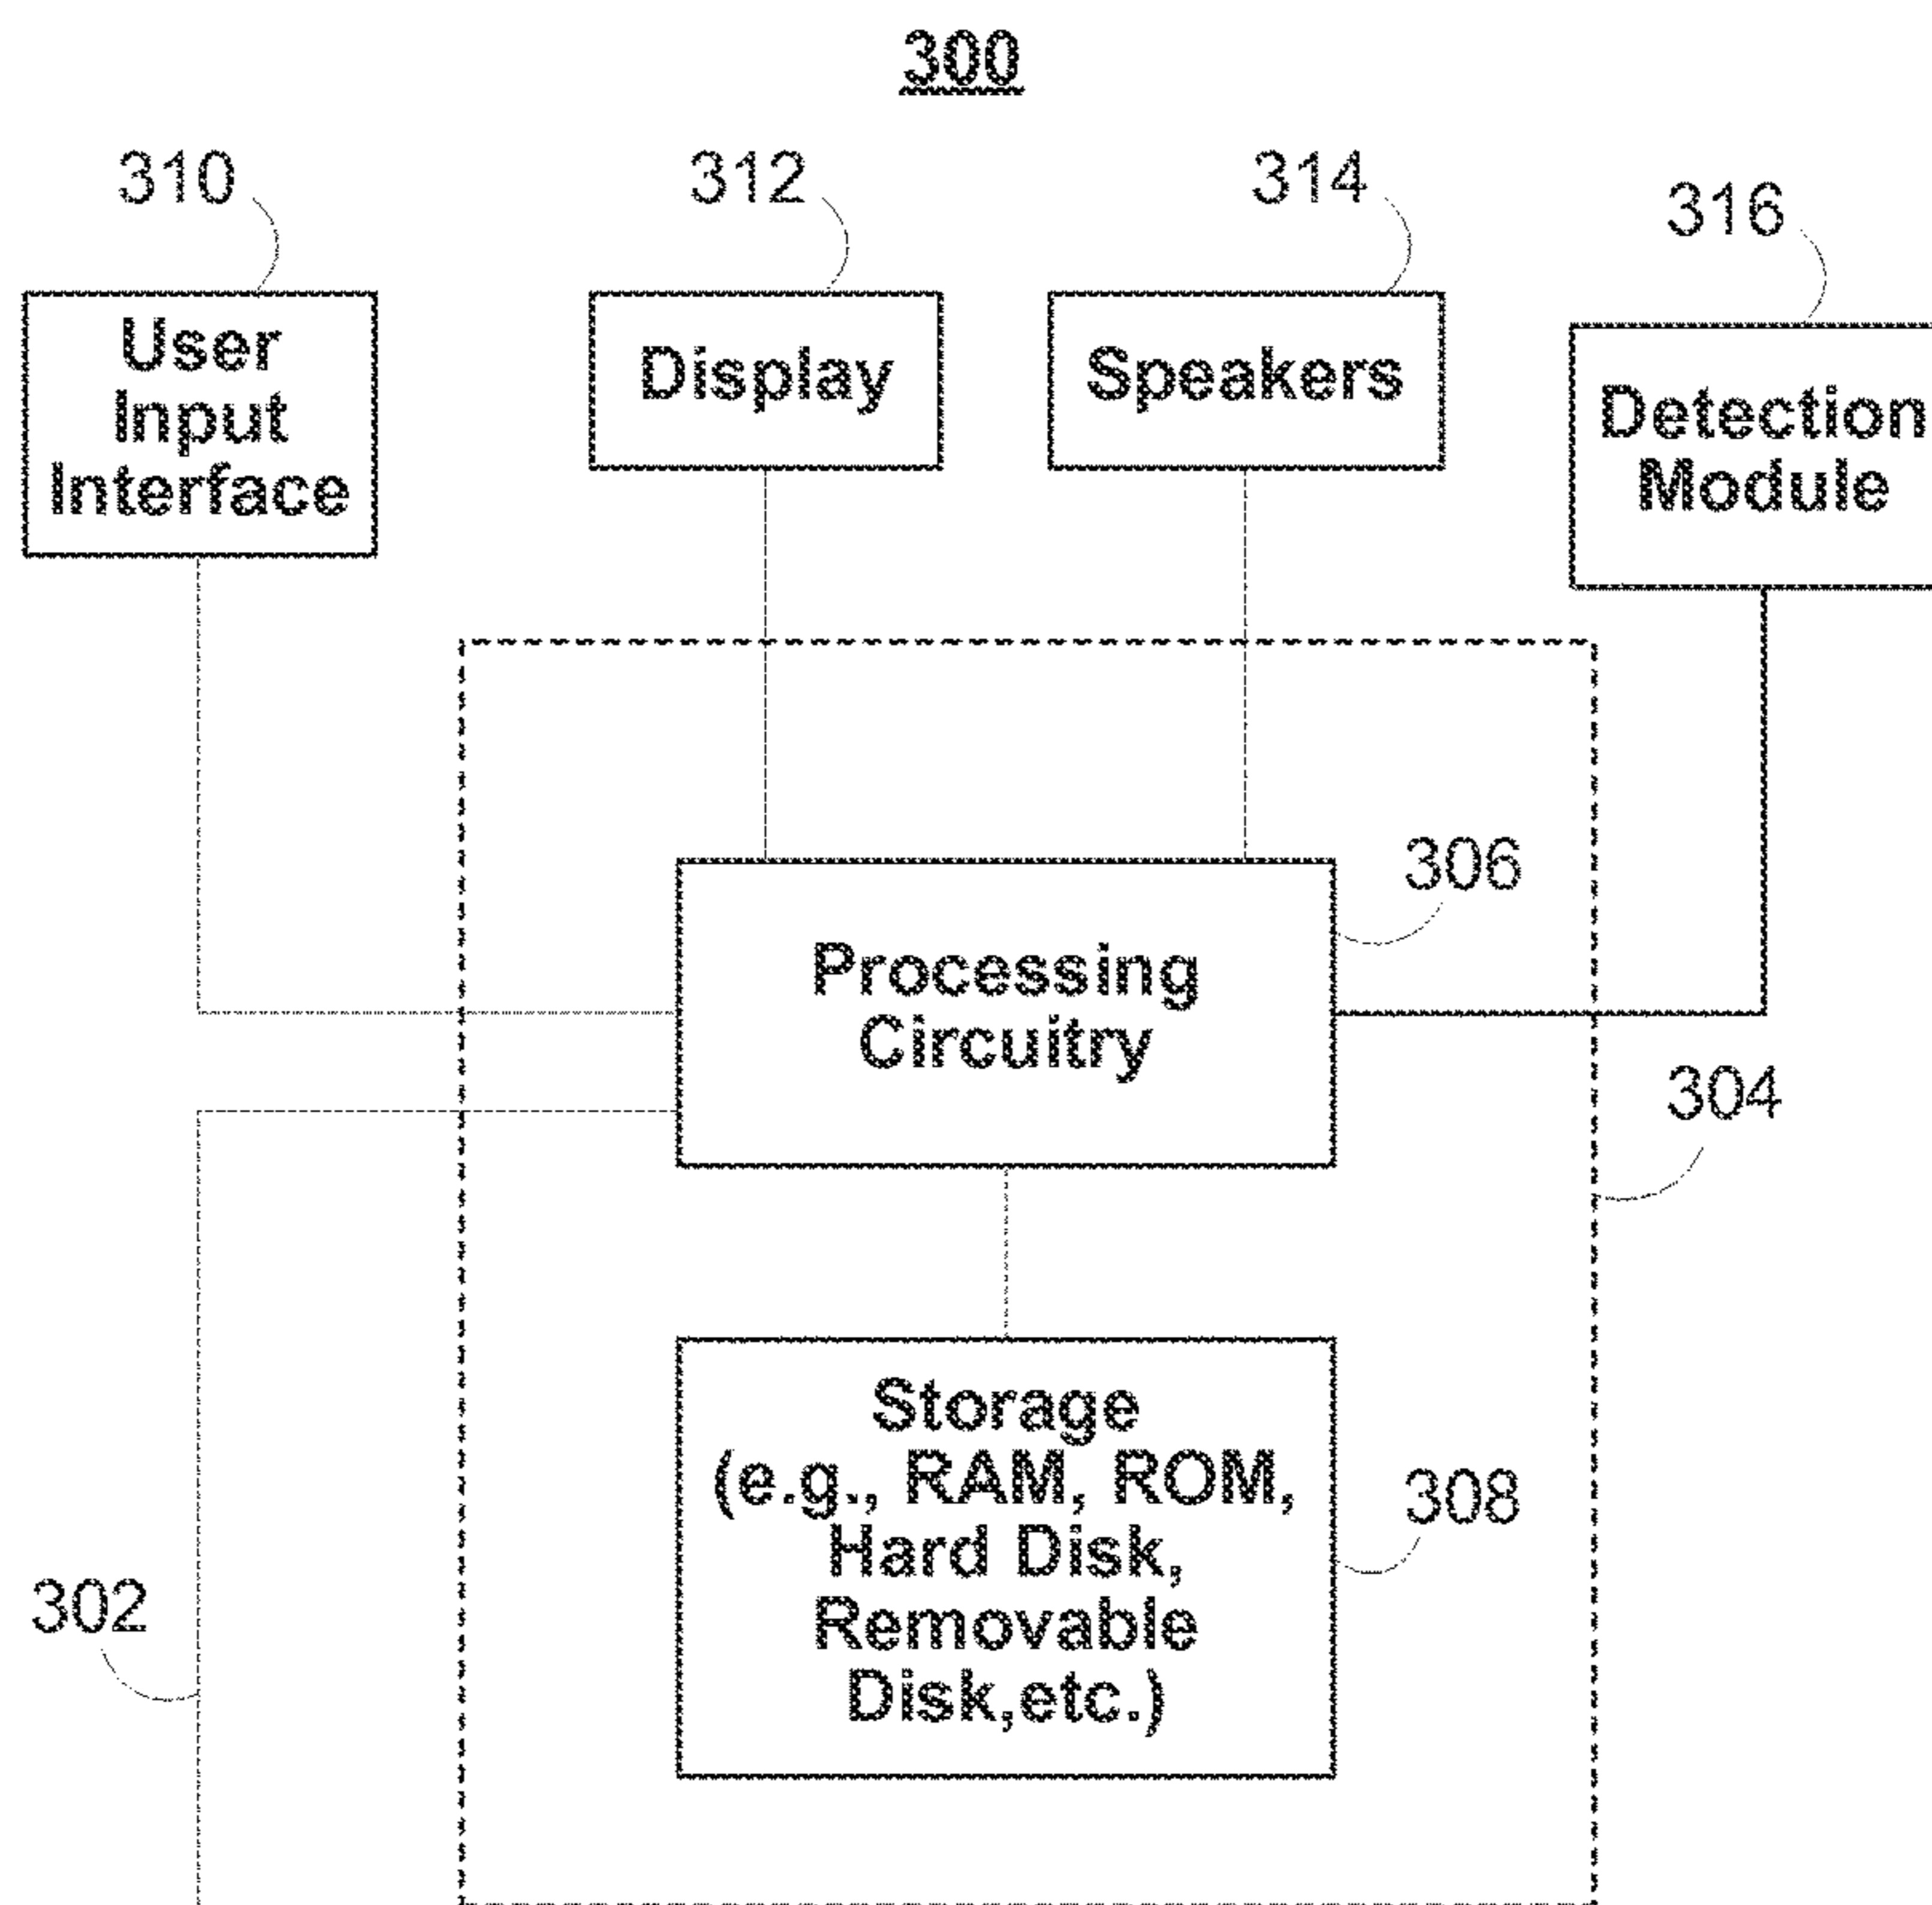 300
310
312
314
316
User
Input
Interface
Display
Speakers
Detection
Module
306
Processing
Circuitry
304
Storage
(e.g., RAM, ROM,
Hard Disk,
Removable
Disk,etc.)
308
302